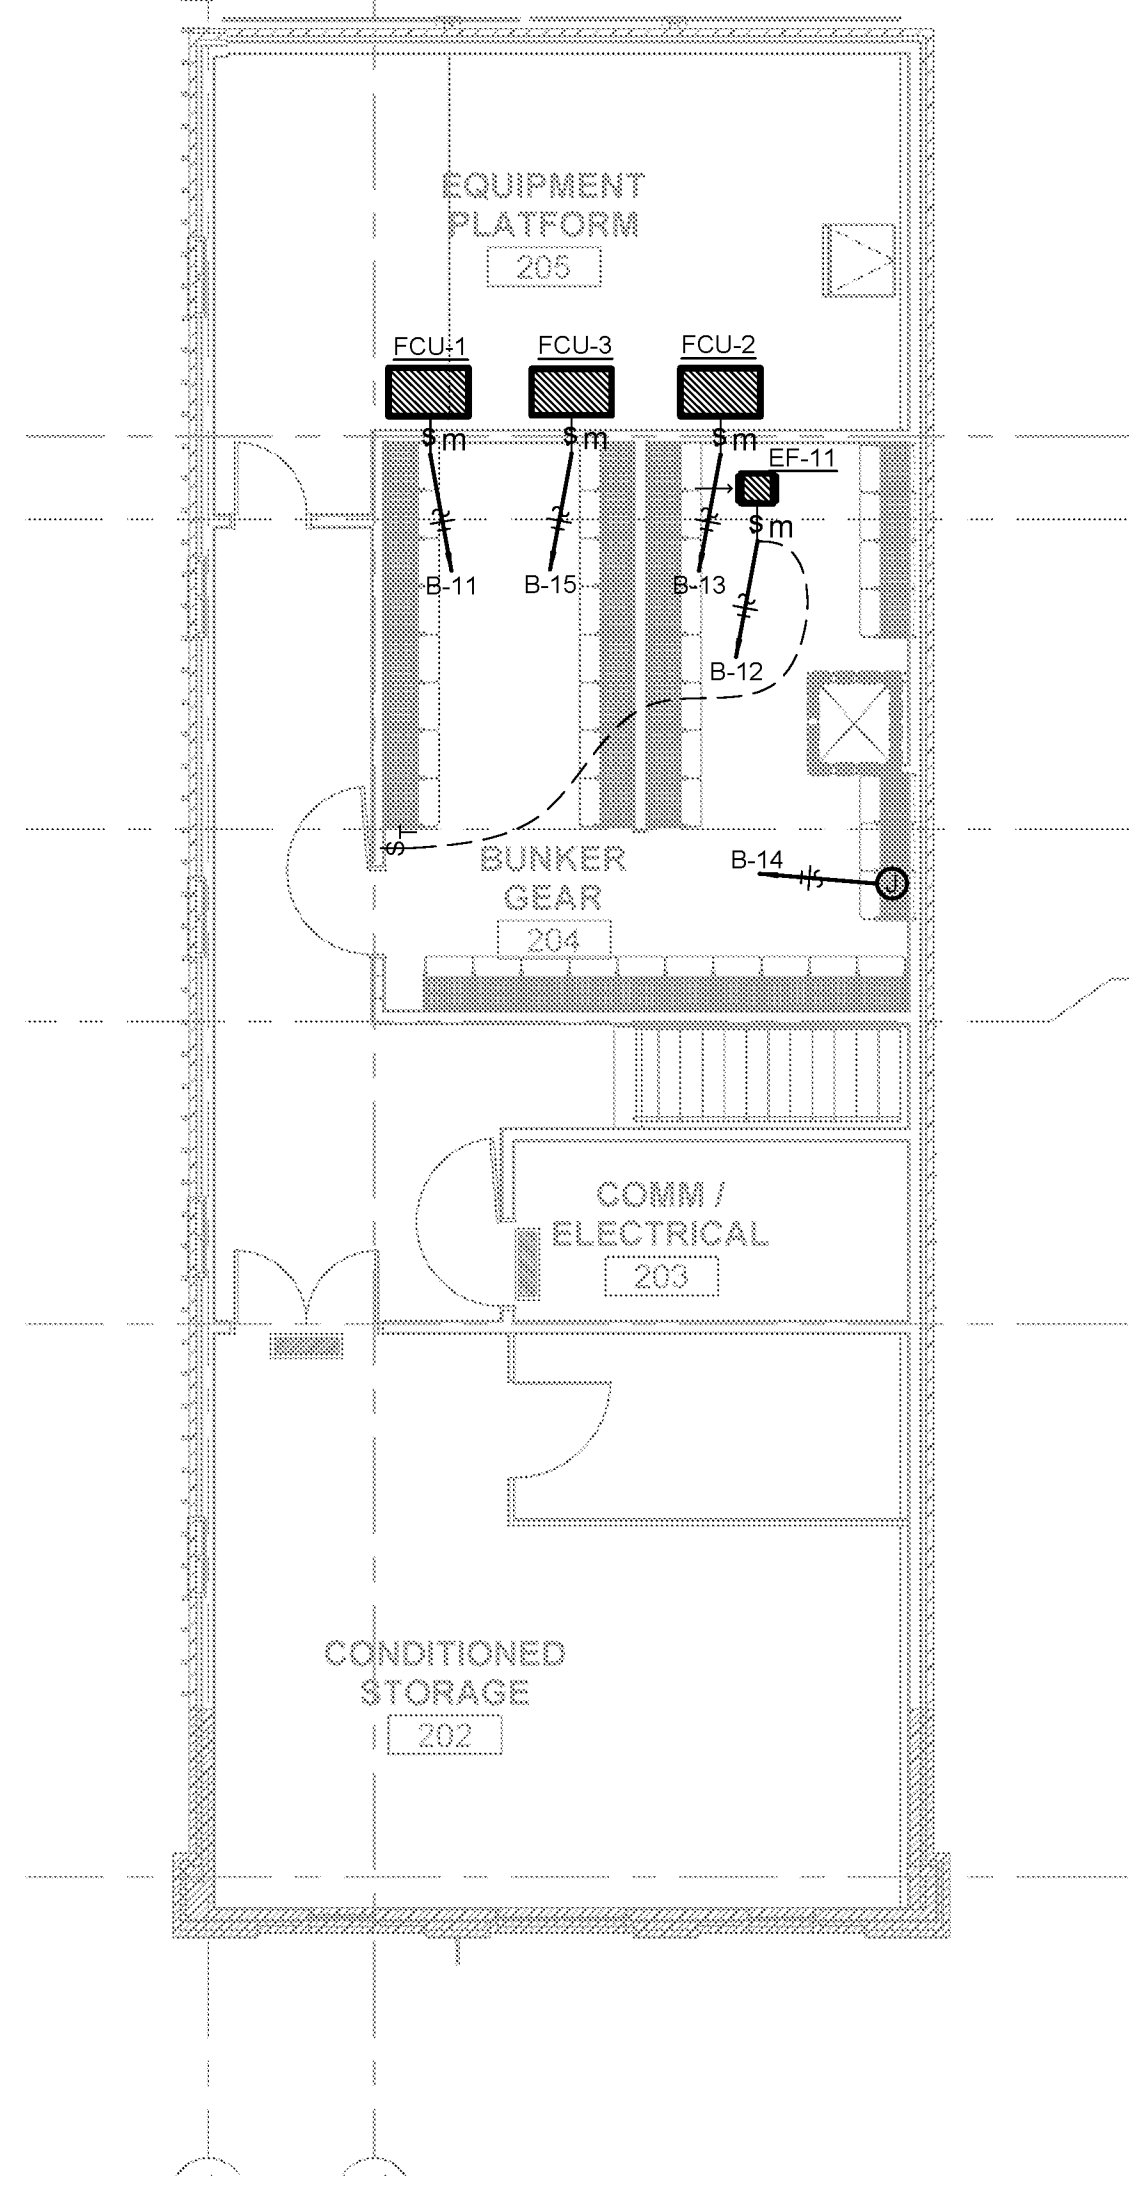 EQUIPMENT
PLATFORM
205
FCU-1
FCU-3
FCU-2
$m
$m
$m
EF-11
$m
B-11
B-15
B-13
B-12
ST
BUNKER
GEAR
204
B-14
J
COMM /
ELECTRICAL
203
CONDITIONED
STORAGE
202